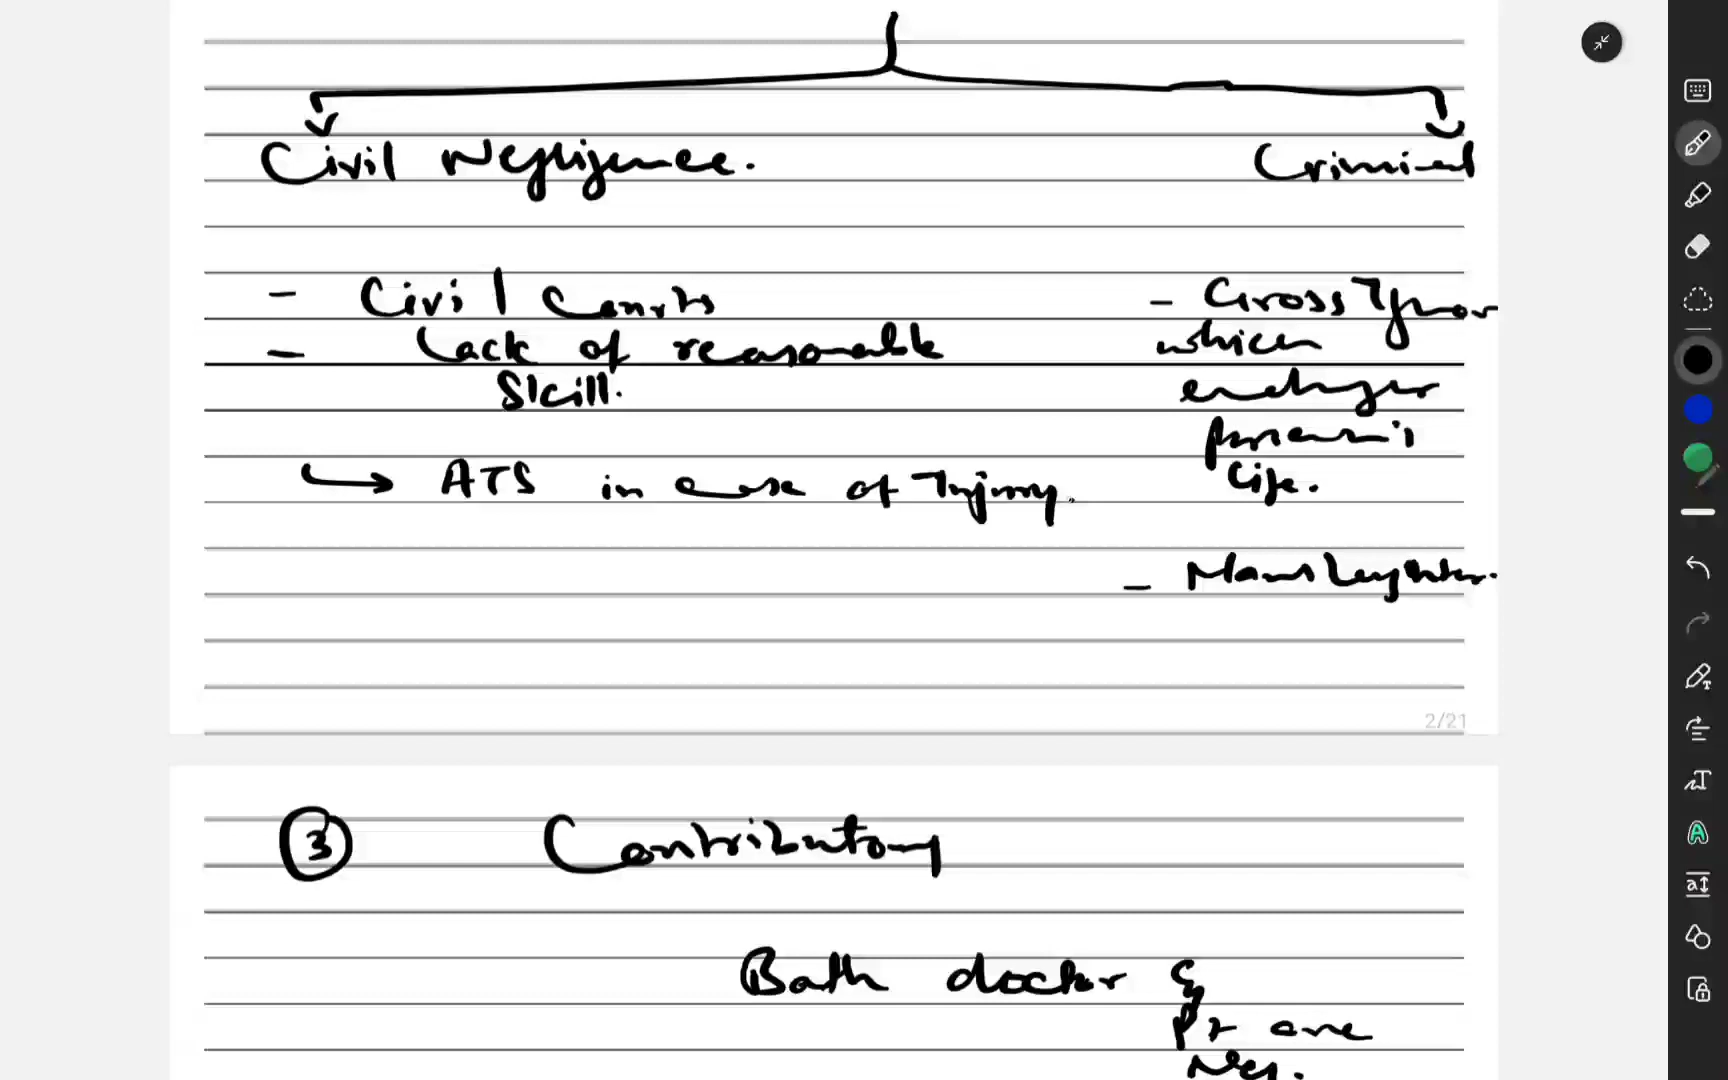 Civil Negligence.
Criminal
- Civil Courts
- Lack of reasonable
Skill.
↳ ATS in case of Injury.
- Gross Ignor
which
endanger
person's
life.
- Manslaughter.
2/21
③ Contributory
Both doctor &
Pt are
Neg.